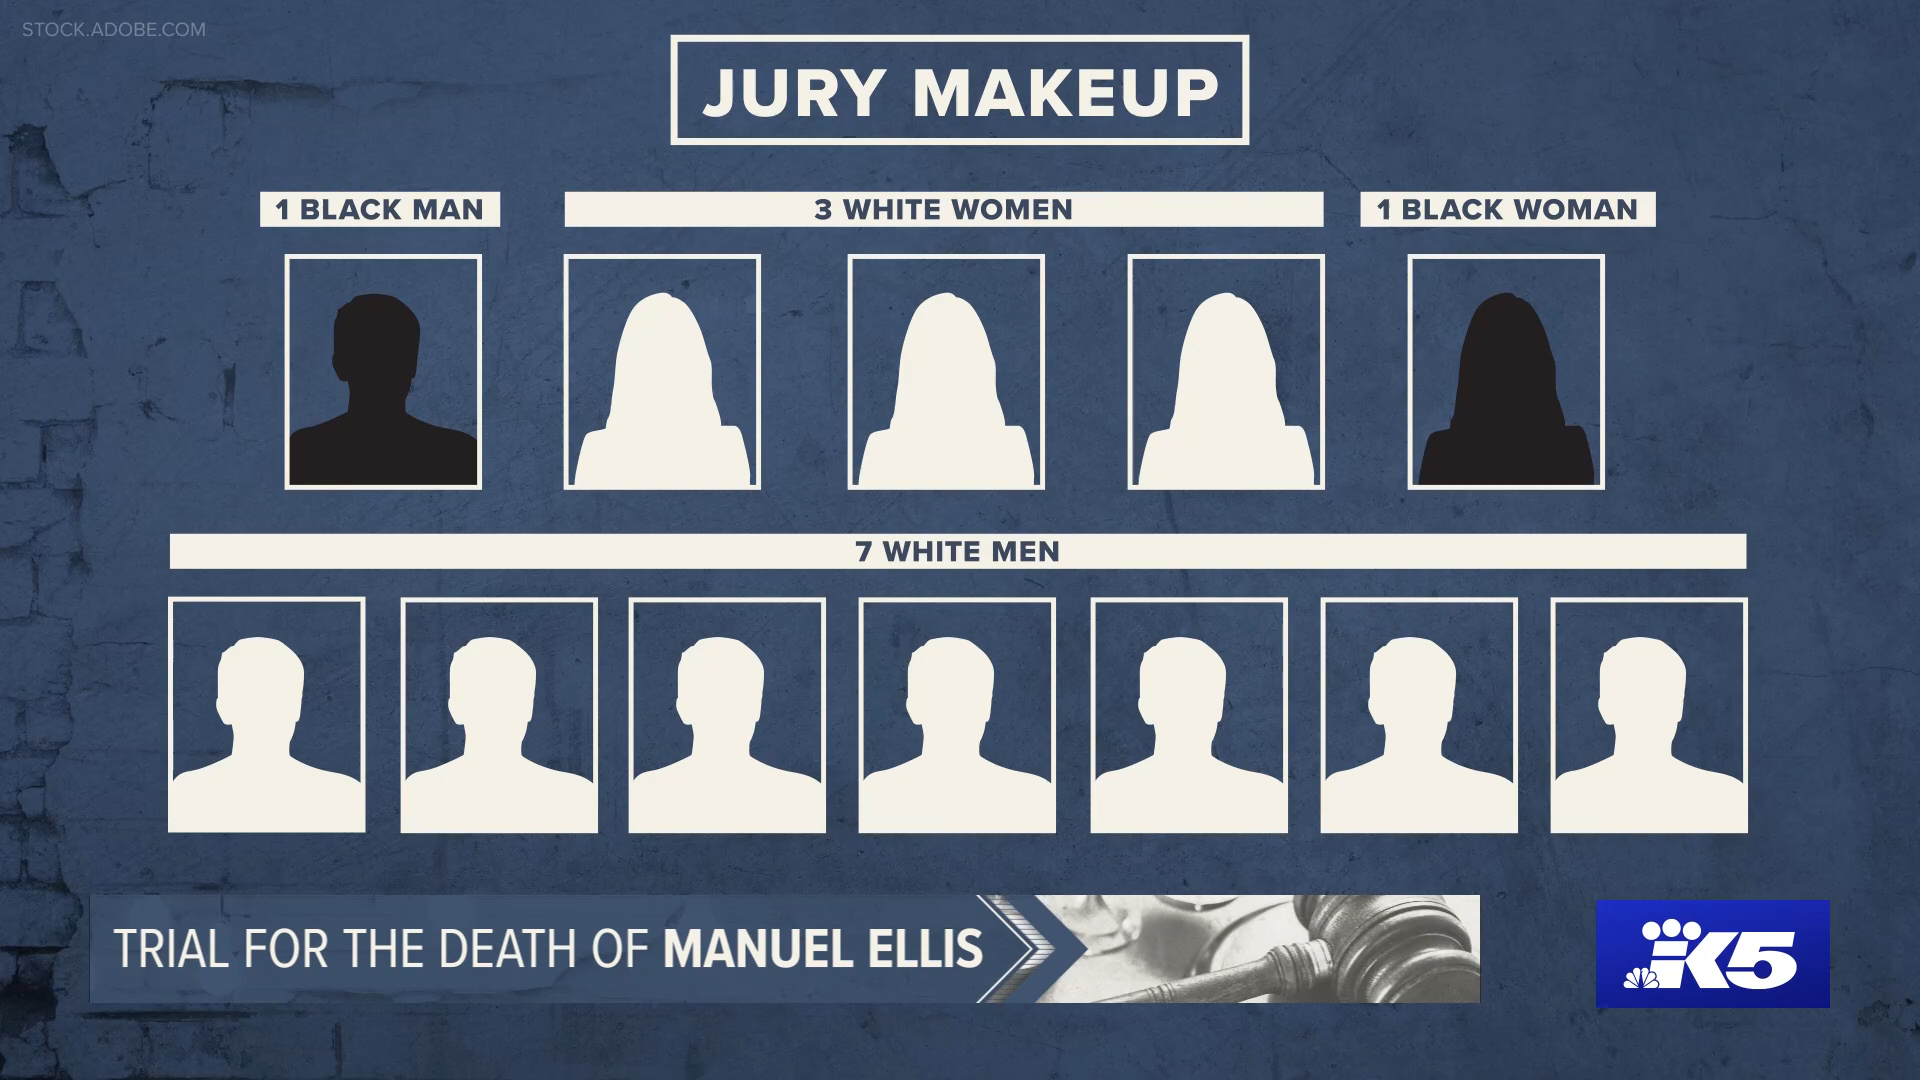 STOCK.ADOBE.COM
JURY MAKEUP
1 BLACK MAN
3 WHITE WOMEN
1 BLACK WOMAN
7 WHITE MEN
TRIAL FOR THE DEATH OF MANUEL ELLIS
K5